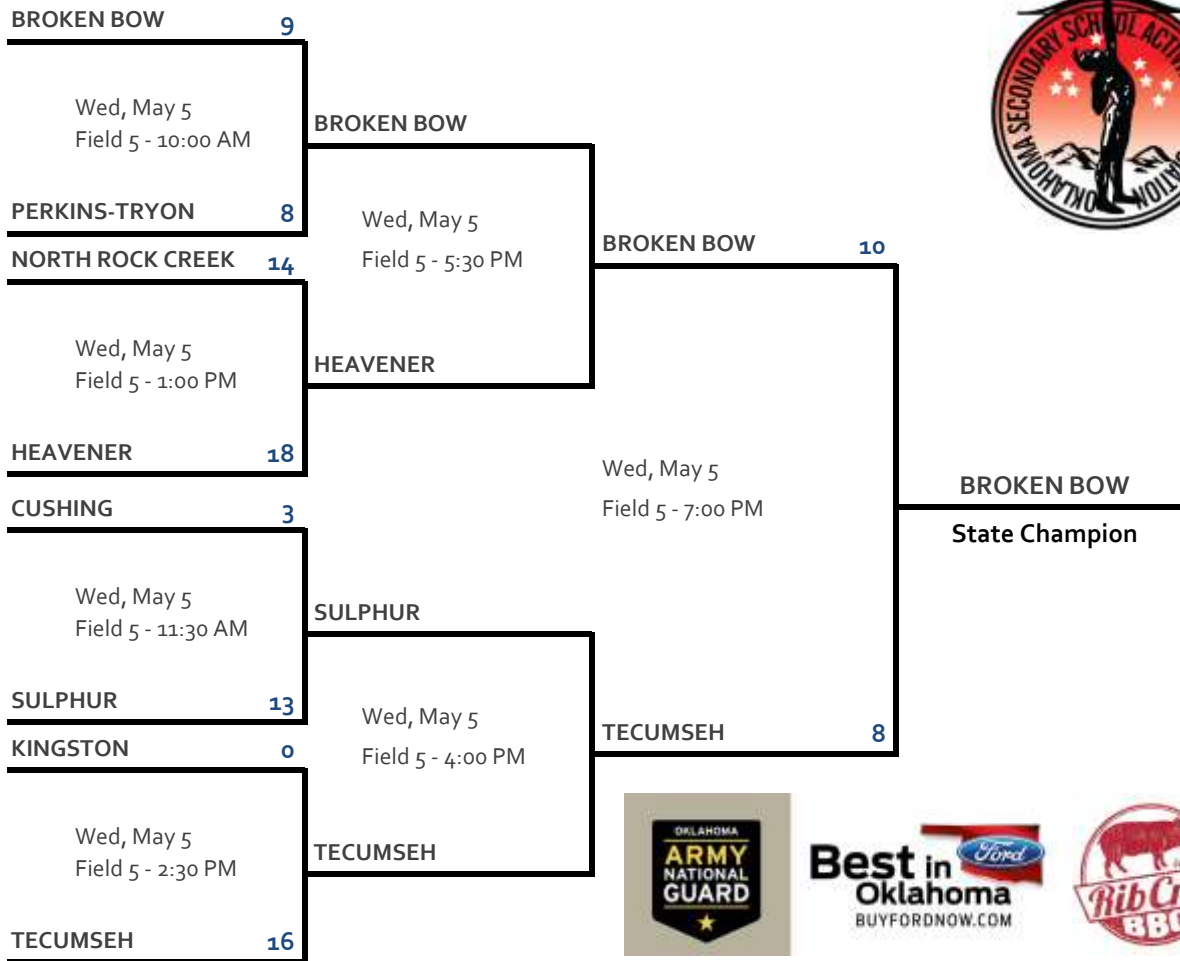 BROKEN BOW 9
Wed, May 5
Field 5 - 10:00 AM
PERKINS-TRYON 8
NORTH ROCK CREEK 14
Wed, May 5
Field 5 - 1:00 PM
HEAVENER 18
CUSHING 3
Wed, May 5
Field 5 - 11:30 AM
SULPHUR 13
KINGSTON 0
Wed, May 5
Field 5 - 2:30 PM
TECUMSEH 16
BROKEN BOW
Wed, May 5
Field 5 - 5:30 PM
HEAVENER
SULPHUR
Wed, May 5
Field 5 - 4:00 PM
TECUMSEH
BROKEN BOW 10
Wed, May 5
Field 5 - 7:00 PM
TECUMSEH 8
BROKEN BOW
State Champion
OKLAHOMA SECONDARY SCHOOL
OKLAHOMA
ARMY
NATIONAL
GUARD
Best in
Ford
Oklahoma
BUYFORDNOW.COM
Rib